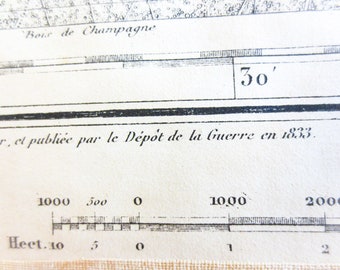 Bois de Champagne
30'
r, et publiée par le Dépôt de la Guerre en 1833.
1000 500 0 1000 2000
Hect. 10 5 0 1 2